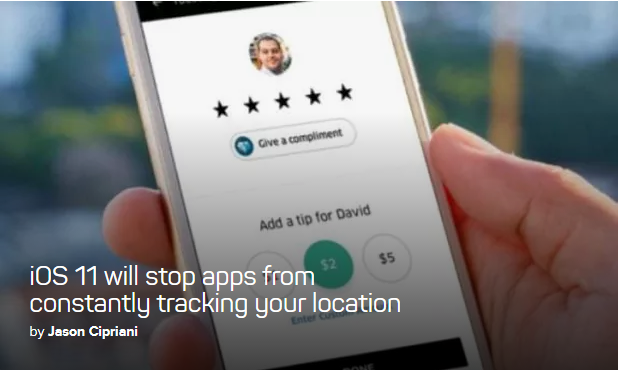 Give a compliment
Add a tip for David
$2
$5
iOS 11 will stop apps from
constantly tracking your location
by Jason Cipriani